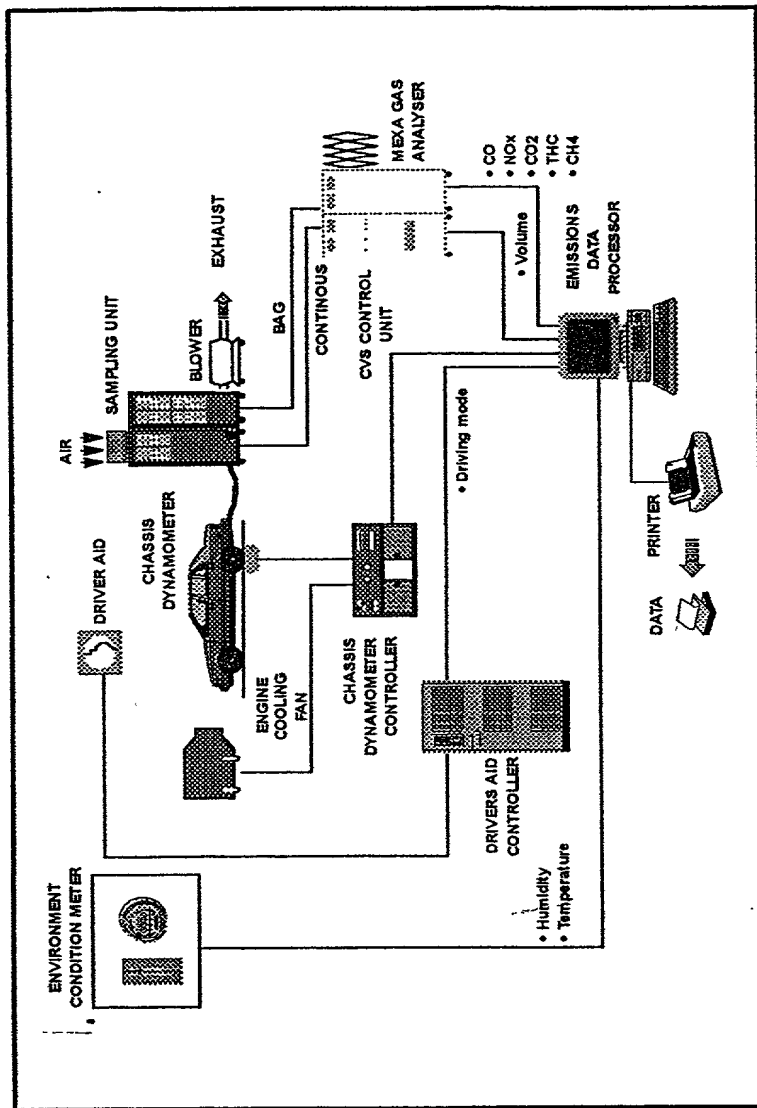 ENVIRONMENT
CONDITION METER
DRIVER AID
AIR
SAMPLING UNIT
CHASSIS
DYNAMOMETER
BLOWER
EXHAUST
ENGINE
COOLING
FAN
BAG
CONTINOUS
MEXA GAS
ANALYSER
CVS CONTROL
UNIT
CHASSIS
DYNAMOMETER
CONTROLLER
DRIVERS AID
CONTROLLER
• Driving mode
• Volume
• CO
• NOx
• CO2
• THC
• CH4
• Humidity
• Temperature
EMISSIONS
DATA
PROCESSOR
PRINTER
DATA